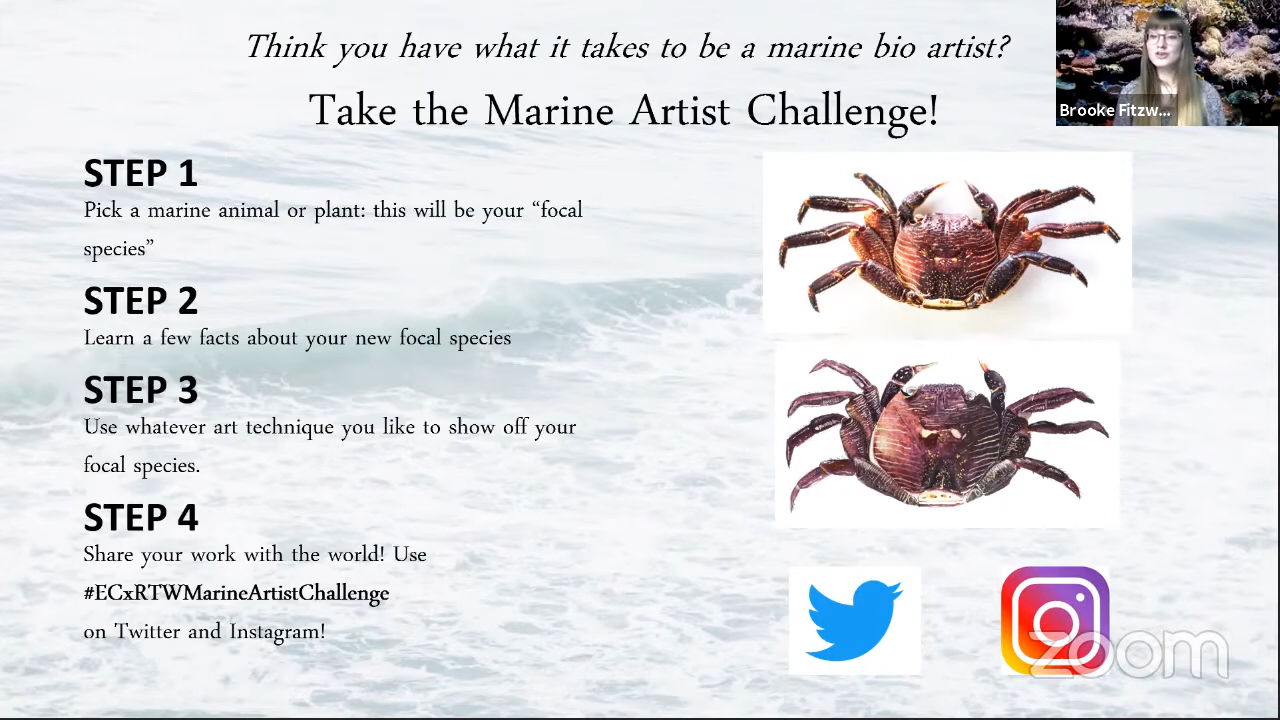 Think you have what it takes to be a marine bio artist?
Take the Marine Artist Challenge!
Brooke Fitzw...
STEP 1
Pick a marine animal or plant: this will be your “focal
species”
STEP 2
Learn a few facts about your new focal species
STEP 3
Use whatever art technique you like to show off your
focal species.
STEP 4
Share your work with the world! Use
#ECxRTWMarineArtistChallenge
on Twitter and Instagram!
zoom